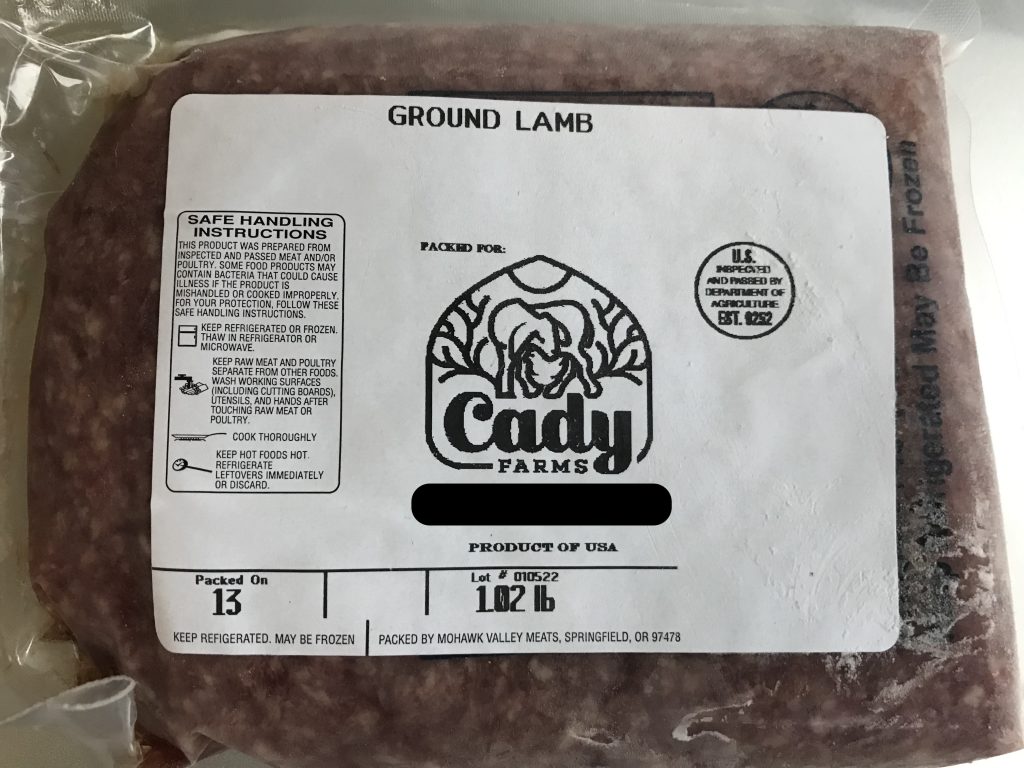 GROUND LAMB
SAFE HANDLING
INSTRUCTIONS
THIS PRODUCT WAS PREPARED FROM
INSPECTED AND PASSED MEAT AND/OR
POULTRY. SOME FOOD PRODUCTS MAY
CONTAIN BACTERIA THAT COULD CAUSE
ILLNESS IF THE PRODUCT IS
MISHANDLED OR COOKED IMPROPERLY.
FOR YOUR PROTECTION, FOLLOW THESE
SAFE HANDLING INSTRUCTIONS.
KEEP REFRIGERATED OR FROZEN.
THAW IN REFRIGERATOR OR
MICROWAVE.
KEEP RAW MEAT AND POULTRY
SEPARATE FROM OTHER FOODS.
WASH WORKING SURFACES
(INCLUDING CUTTING BOARDS),
UTENSILS, AND HANDS AFTER
TOUCHING RAW MEAT OR
POULTRY.
COOK THOROUGHLY
KEEP HOT FOODS HOT.
REFRIGERATE
LEFTOVERS IMMEDIATELY
OR DISCARD.
PACKED FOR:
Cady
FARMS
PRODUCT OF USA
U.S.
INSPECTED
AND PASSED BY
DEPARTMENT OF
AGRICULTURE
EST. 9252
Packed On
13
Lot # 010522
1.02 lb
KEEP REFIGERATED. MAY BE FROZEN
PACKED BY MOHAWK VALLEY MEATS, SPRINGFIELD, OR 97478
May Be Frozen